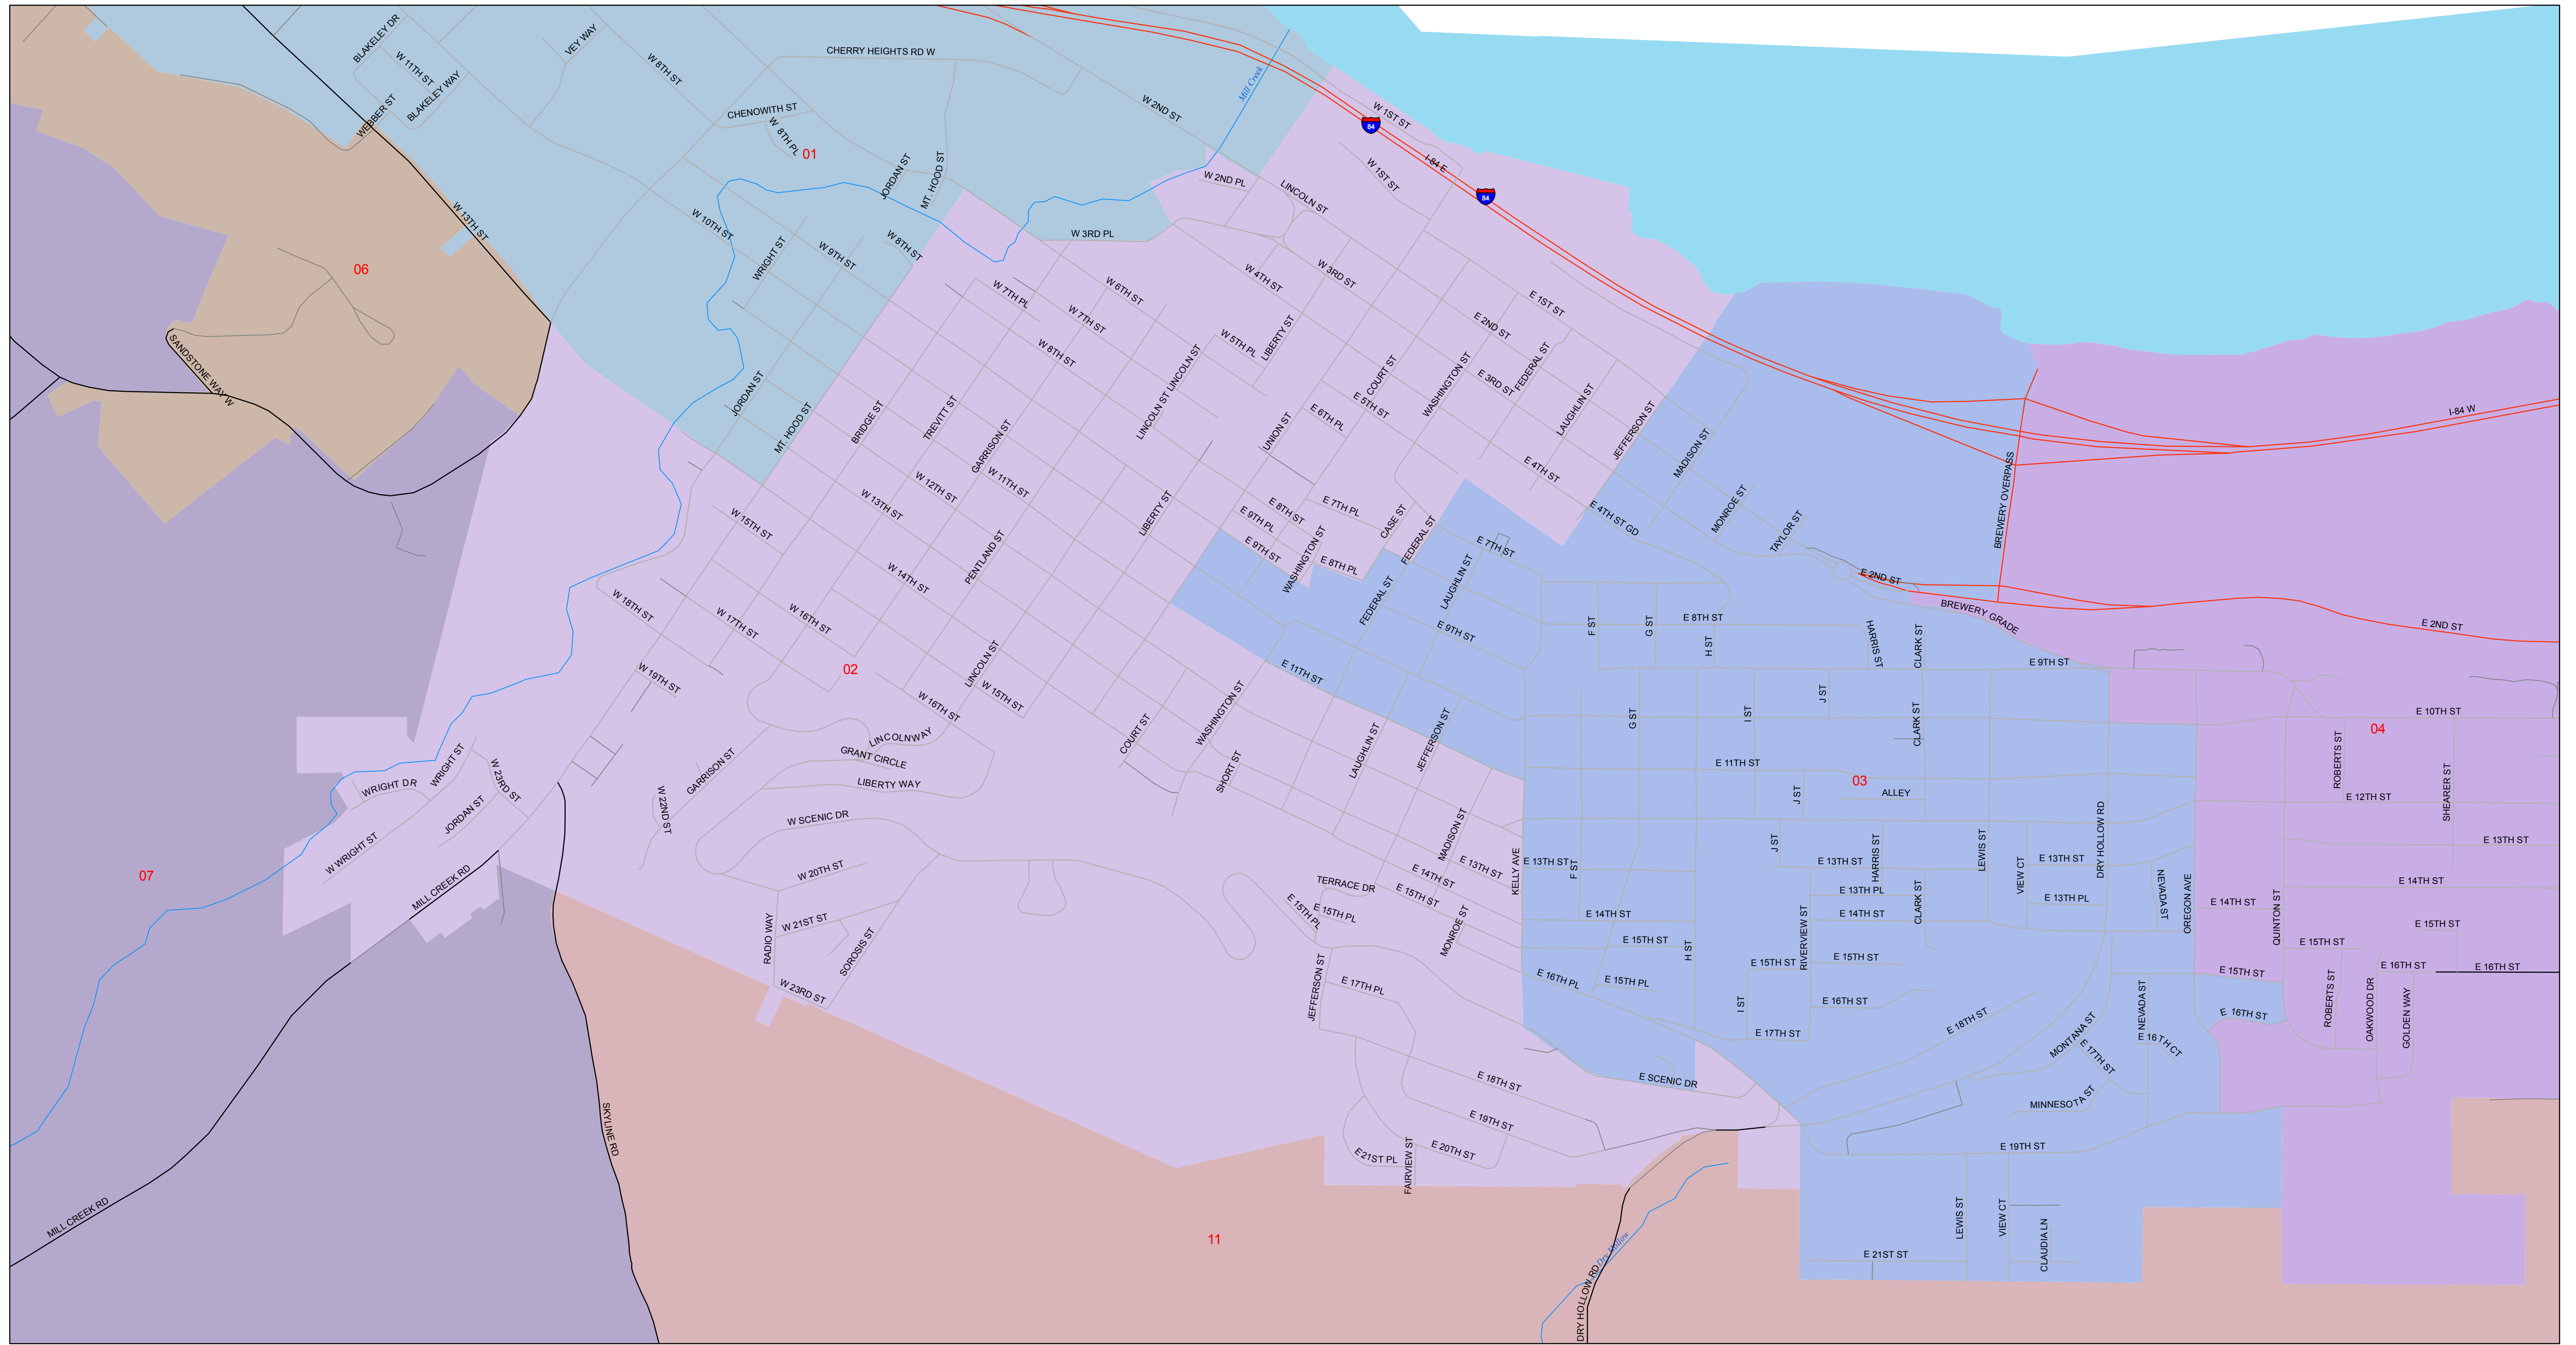 BLAKELEY DR
VEY WAY
W 11TH ST
W 8TH ST
CHERRY HEIGHTS RD W
BLAKELEY WAY
WEBBER ST
CHENOWITH ST
W 8TH PL
01
W 2ND ST
Mill Creek
W 1ST ST
84
I-84 E
W 1ST ST
84
JORDAN ST
MT. HOOD ST
W 2ND PL
LINCOLN ST
W 13TH ST
W 10TH ST
W 3RD PL
WRIGHT ST
W 9TH ST
W 8TH ST
06
W 4TH ST
W 3RD ST
W 7TH PL
W 6TH ST
W 7TH ST
E 1ST ST
E 2ND ST
W 8TH ST
W 5TH PL
LIBERTY ST
SANDSTONE WAY W
LINCOLN ST
LINCOLN ST
COURT ST
WASHINGTON ST
E 3RD ST
FEDERAL ST
LAUGHLIN ST
JORDAN ST
MT. HOOD ST
BRIDGE ST
TREVITT ST
GARRISON ST
E 5TH ST
E 6TH PL
UNION ST
JEFFERSON ST
MADISON ST
I-84 W
W 11TH ST
W 12TH ST
W 13TH ST
E 4TH ST
E 4TH ST GD
MONROE ST
TAYLOR ST
BREWERY OVERPASS
W 15TH ST
LIBERTY ST
E 7TH PL
E 8TH ST
E 9TH PL
E 9TH ST
WASHINGTON ST
E 8TH PL
CASE ST
FEDERAL ST
E 7TH ST
LAUGHLIN ST
FEDERAL ST
PENTLAND ST
W 14TH ST
E 2ND ST
BREWERY GRADE
E 2ND ST
W 18TH ST
W 17TH ST
W 16TH ST
E 9TH ST
F ST
G ST
E 8TH ST
H ST
HARRIS ST
CLARK ST
E 9TH ST
02
W 19TH ST
LINCOLN ST
W 15TH ST
W 16TH ST
E 11TH ST
WASHINGTON ST
G ST
I ST
J ST
CLARK ST
E 10TH ST
04
LINCOLNWAY
COURT ST
GRANT CIRCLE
LIBERTY WAY
GARRISON ST
SHORT ST
LAUGHLIN ST
JEFFERSON ST
E 11TH ST
03
J ST
ALLEY
ROBERTS ST
SHEARER ST
E 12TH ST
WRIGHT ST
W 23RD ST
WRIGHT DR
JORDAN ST
W WRIGHT ST
W 22ND ST
W SCENIC DR
MADISON ST
J ST
HARRIS ST
E 13TH ST
LEWIS ST
VIEW CT
E 13TH ST
DRY HOLLOW RD
E 13TH ST
07
MILL CREEK RD
W 20TH ST
TERRACE DR
E 14TH ST
E 13TH ST
E 15TH ST
KELLY AVE
E 13TH ST
F ST
E 13TH PL
E 13TH PL
NEVADA ST
OREGON AVE
E 14TH ST
E 14TH ST
RADIO WAY
W 21ST ST
SOROSIS ST
E 15TH PL
E 15TH PL
MONROE ST
E 14TH ST
E 15TH ST
H ST
RIVERVIEW ST
E 14TH ST
CLARK ST
QUINTON ST
E 15TH ST
E 15TH ST
W 23RD ST
JEFFERSON ST
E 17TH PL
E 16TH PL
E 15TH PL
E 15TH ST
E 15TH ST
E 15TH ST
E 16TH ST
E 16TH ST
I ST
E 16TH ST
E 17TH ST
E 18TH ST
MONTANA ST
E 17TH ST
E NEVADA ST
E 16TH CT
E 16TH ST
ROBERTS ST
OAKWOOD DR
GOLDEN WAY
SKYLINE RD
E 18TH ST
E SCENIC DR
MINNESOTA ST
E 19TH ST
E 19TH ST
E 21ST PL
FAIRVIEW ST
E 20TH ST
MILL CREEK RD
11
Dry Hollow
DRY HOLLOW RD
LEWIS ST
VIEW CT
CLAUDIA LN
E 21ST ST